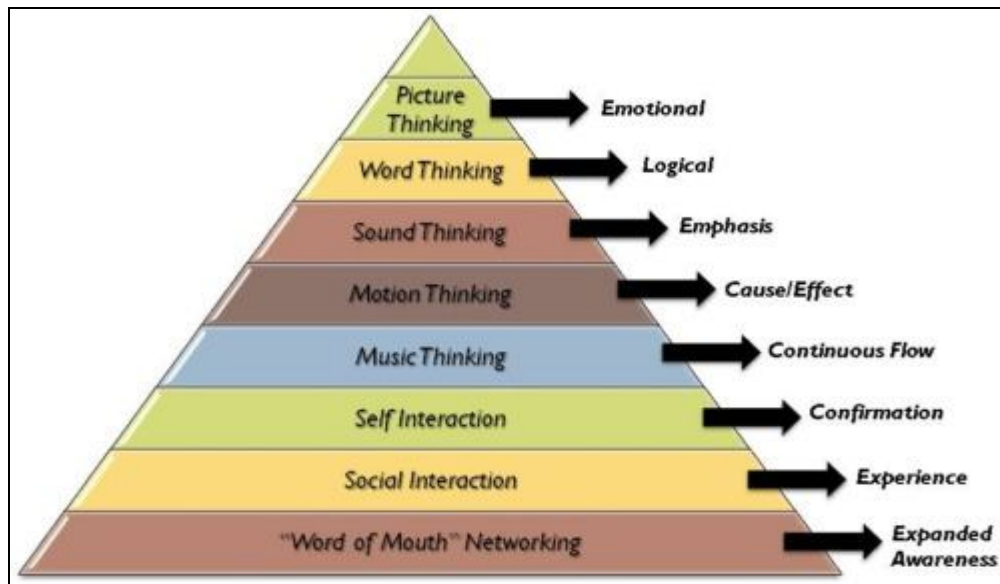 Picture
Thinking
Emotional
Word Thinking
Logical
Sound Thinking
Emphasis
Motion Thinking
Cause/Effect
Music Thinking
Continuous Flow
Self Interaction
Confirmation
Social Interaction
Experience
"Word of Mouth" Networking
Expanded
Awareness